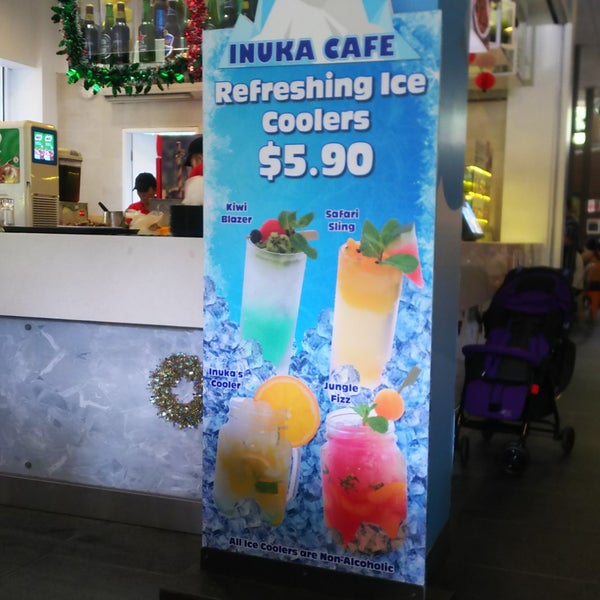 INUKA CAFE
Refreshing Ice
Coolers
$5.90
Kiwi
Blazer
Safari
Sling
Inuka's
Cooler
Jungle
Fizz
All Ice Coolers are Non-Alcoholic